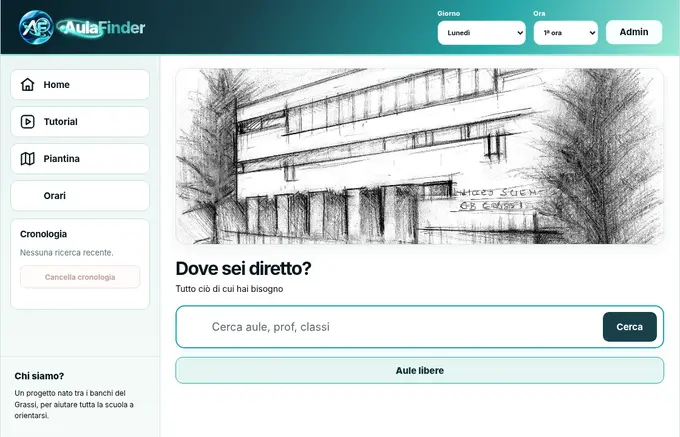 AulaFinder
Giorno
Ora
Lunedì
1ª ora
Admin
Home
Tutorial
Piantina
Orari
Cronologia
Nessuna ricerca recente.
Cancella cronologia
Chi siamo?
Un progetto nato tra i banchi del
Grassi, per aiutare tutta la scuola a
orientarsi.
Dove sei diretto?
Tutto ciò di cui hai bisogno
Cerca aule, prof, classi
Cerca
Aule libere